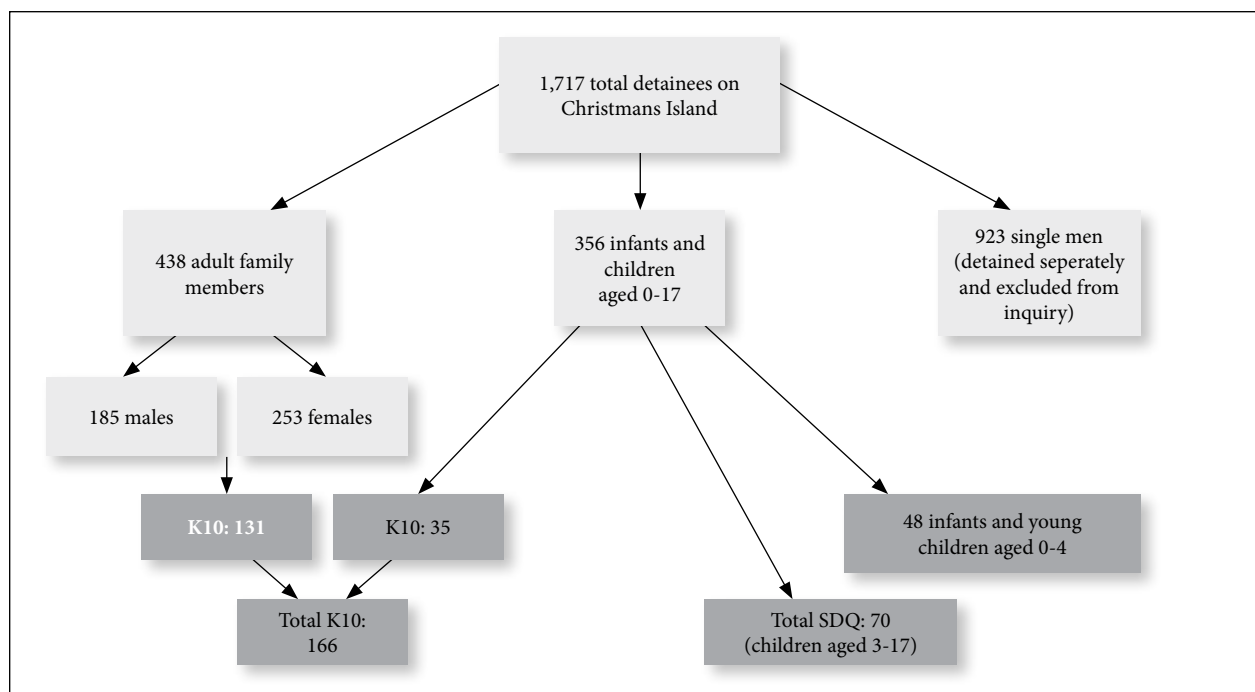 1,717 total detainees on
Christmans Island
438 adult family
members
356 infants and
children
aged 0-17
923 single men
(detained seperately
and excluded from
inquiry)
185 males
253 females
K10: 131
K10: 35
48 infants and young
children aged 0-4
Total K10:
166
Total SDQ: 70
(children aged 3-17)